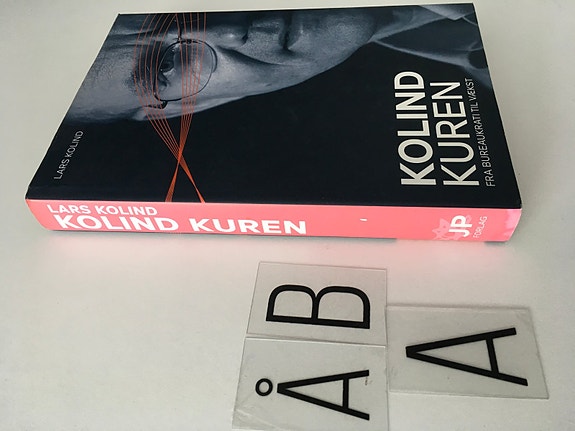 LARS KOLIND
KOLIND
KUREN
FRA BUREAUKRATI TIL VÆKST
LARS KOLIND
KOLIND KUREN
JP
FORLAG
B
Å
A